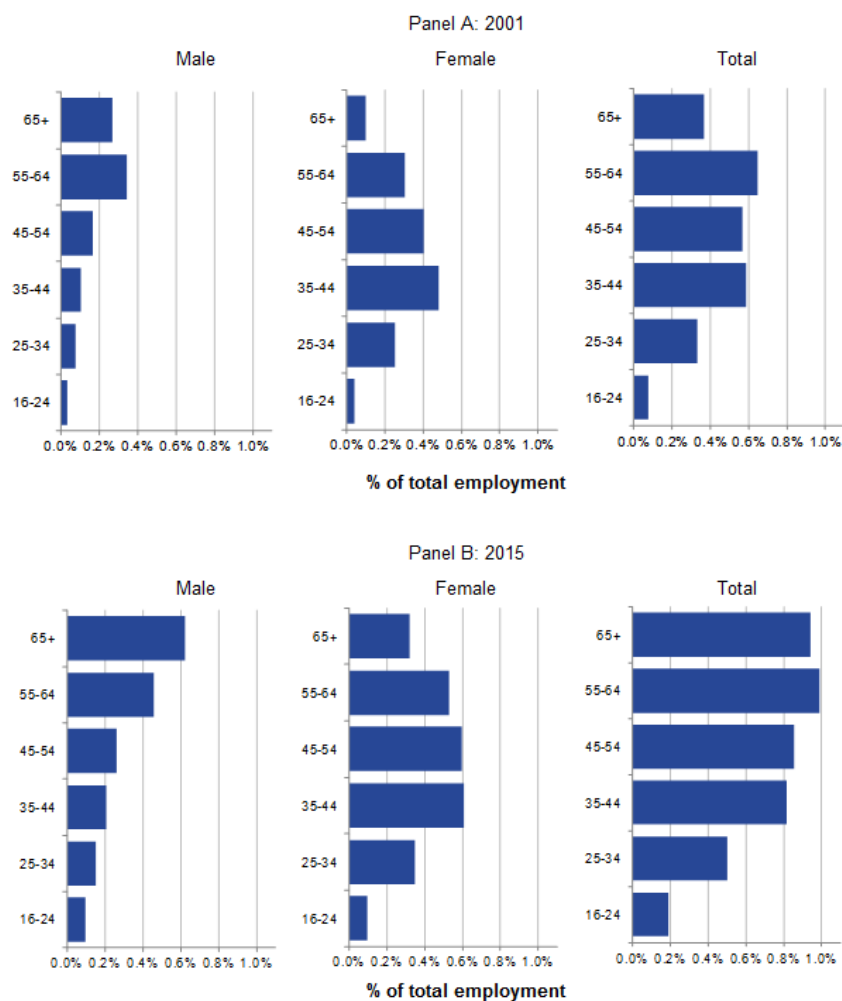 Panel A: 2001
Male Female Total
65+ 65+ 65+
55-64 55-64 55-64
45-54 45-54 45-54
35-44 35-44 35-44
25-34 25-34 25-34
16-24 16-24 16-24
0.0% 0.2% 0.4% 0.6% 0.8% 1.0% 0.0% 0.2% 0.4% 0.6% 0.8% 1.0% 0.0% 0.2% 0.4% 0.6% 0.8% 1.0%
% of total employment
Panel B: 2015
Male Female Total
65+ 65+ 65+
55-64 55-64 55-64
45-54 45-54 45-54
35-44 35-44 35-44
25-34 25-34 25-34
16-24 16-24 16-24
0.0% 0.2% 0.4% 0.6% 0.8% 1.0% 0.0% 0.2% 0.4% 0.6% 0.8% 1.0% 0.0% 0.2% 0.4% 0.6% 0.8% 1.0%
% of total employment